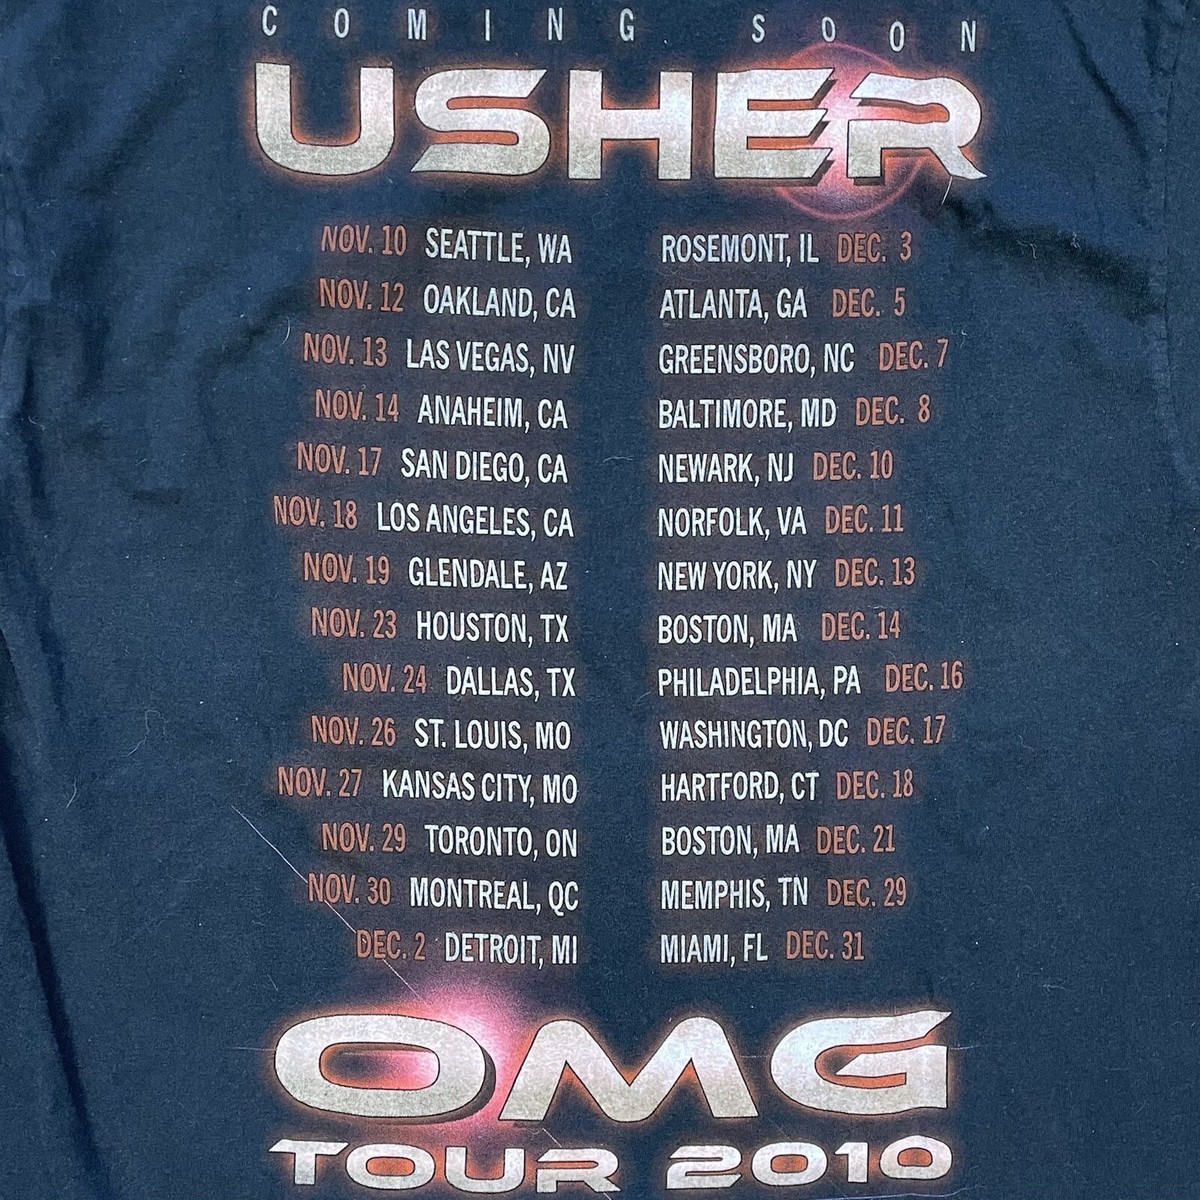 COMING SOON
USHER
NOV. 10 SEATTLE, WA
NOV. 12 OAKLAND, CA
NOV. 13 LAS VEGAS, NV
NOV. 14 ANAHEIM, CA
NOV. 17 SAN DIEGO, CA
NOV. 18 LOS ANGELES, CA
NOV. 19 GLENDALE, AZ
NOV. 23 HOUSTON, TX
NOV. 24 DALLAS, TX
NOV. 26 ST. LOUIS, MO
NOV. 27 KANSAS CITY, MO
NOV. 29 TORONTO, ON
NOV. 30 MONTREAL, QC
DEC. 2 DETROIT, MI
ROSEMONT, IL DEC. 3
ATLANTA, GA DEC. 5
GREENSBORO, NC DEC. 7
BALTIMORE, MD DEC. 8
NEWARK, NJ DEC. 10
NORFOLK, VA DEC. 11
NEW YORK, NY DEC. 13
BOSTON, MA DEC. 14
PHILADELPHIA, PA DEC. 16
WASHINGTON, DC DEC. 17
HARTFORD, CT DEC. 18
BOSTON, MA DEC. 21
MEMPHIS, TN DEC. 29
MIAMI, FL DEC. 31
OMG
TOUR 2010